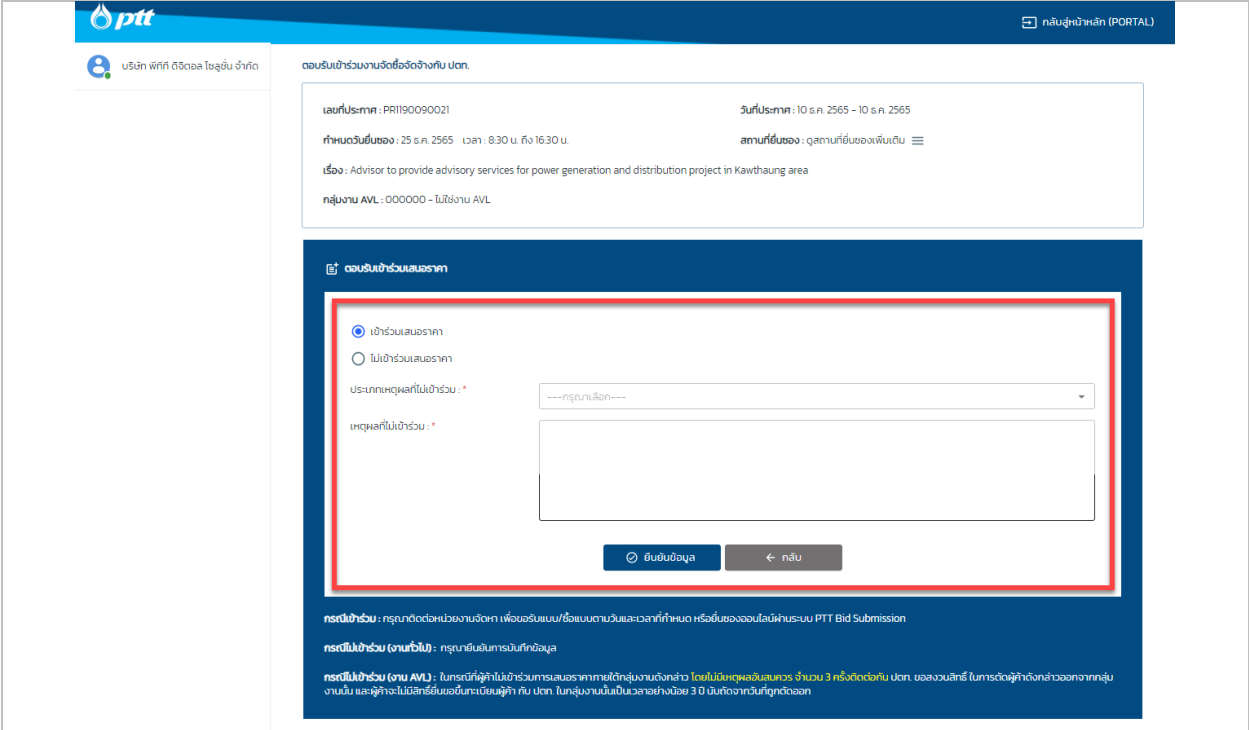 ptt
กลับสู่หน้าหลัก (PORTAL)
บริษัท พีทีที ดิจิตอล โซลูชั่น จำกัด
ตอบรับเข้าร่วมงานจัดซื้อจัดจ้างกับ ปตท.
เลขที่ประกาศ : PR1190090021
วันที่ประกาศ : 10 ธ.ค. 2565 - 10 ธ.ค. 2565
กำหนดวันยื่นซอง : 25 ธ.ค. 2565 เวลา : 8:30 น. ถึง 16:30 น.
สถานที่ยื่นซอง : ดูสถานที่ยื่นซองเพิ่มเติม
เรื่อง : Advisor to provide advisory services for power generation and distribution project in Kawthaung area
กลุ่มงาน AVL : 000000 - ไม่ใช่งาน AVL
ตอบรับเข้าร่วมเสนอราคา
เข้าร่วมเสนอราคา
ไม่เข้าร่วมเสนอราคา
ประเภทเหตุผลที่ไม่เข้าร่วม : *
---กรุณาเลือก---
เหตุผลที่ไม่เข้าร่วม : *
ยืนยันข้อมูล
กลับ
กรณีเข้าร่วม : กรุณาติดต่อหน่วยงานจัดหา เพื่อขอรับแบบ/ซื้อแบบตามวันและเวลาที่กำหนด หรือยื่นซองออนไลน์ผ่านระบบ PTT Bid Submission
กรณีไม่เข้าร่วม (งานทั่วไป) : กรุณายืนยันการบันทึกข้อมูล
กรณีไม่เข้าร่วม (งาน AVL) : ในกรณีที่ผู้ค้าไม่เข้าร่วมการเสนอราคาภายใต้กลุ่มงานดังกล่าว โดยไม่มีเหตุผลอันสมควร จำนวน 3 ครั้งติดต่อกัน ปตท. ขอสงวนสิทธิ์ ในการตัดผู้ค้าดังกล่าวออกจากกลุ่ม
งานนั้น และผู้ค้าจะไม่มีสิทธิ์ยื่นขอขึ้นทะเบียนผู้ค้า กับ ปตท. ในกลุ่มงานนั้นเป็นเวลาอย่างน้อย 3 ปี นับถัดจากวันที่ถูกตัดออก